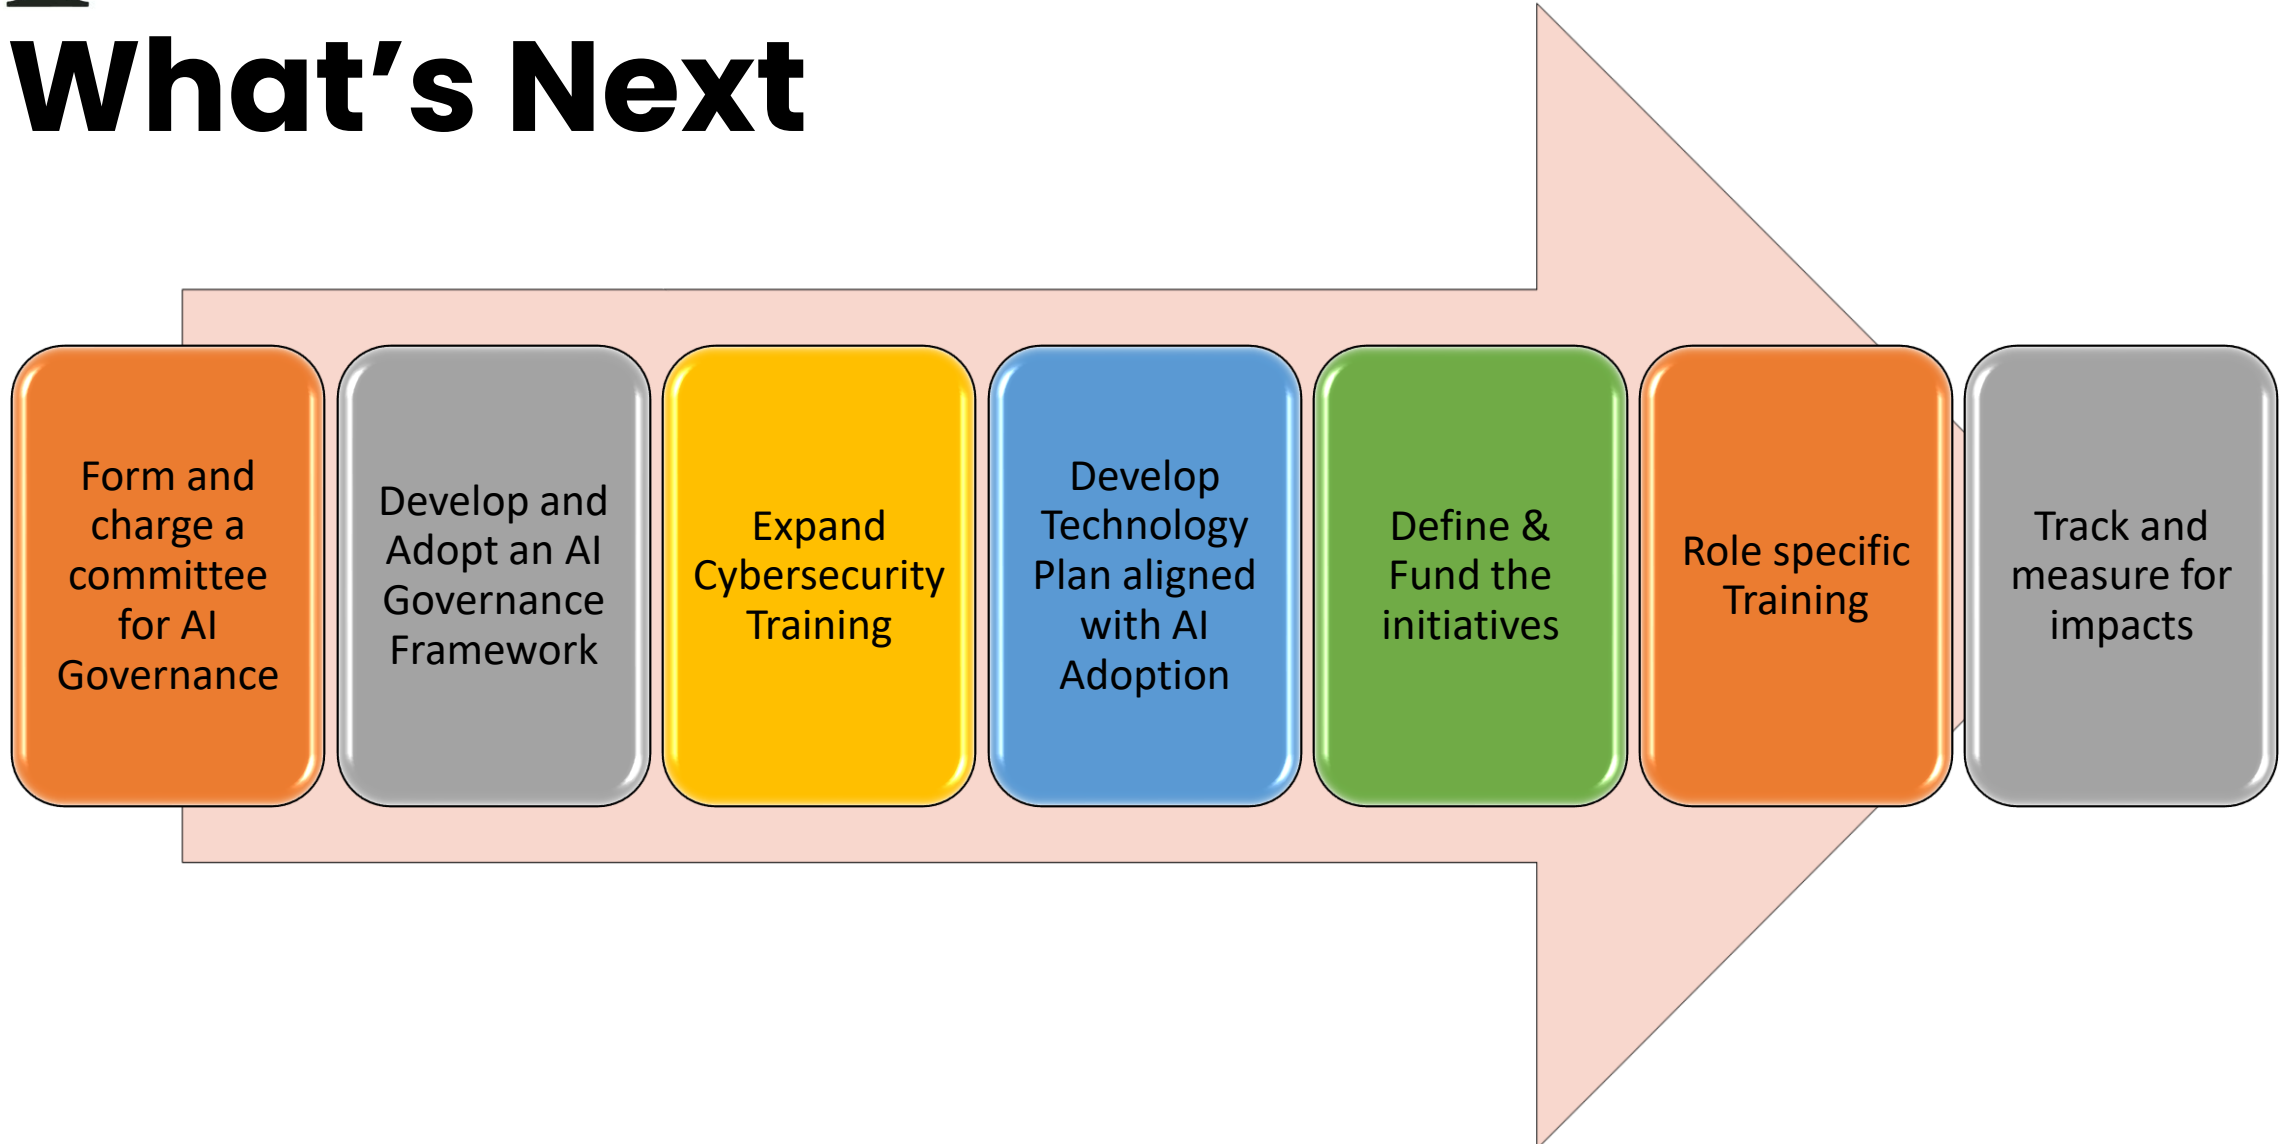 What’s Next
Form and
charge a
committee
for AI
Governance
Develop and
Adopt an AI
Governance
Framework
Expand
Cybersecurity
Training
Develop
Technology
Plan aligned
with AI
Adoption
Define &
Fund the
initiatives
Role specific
Training
Track and
measure for
impacts